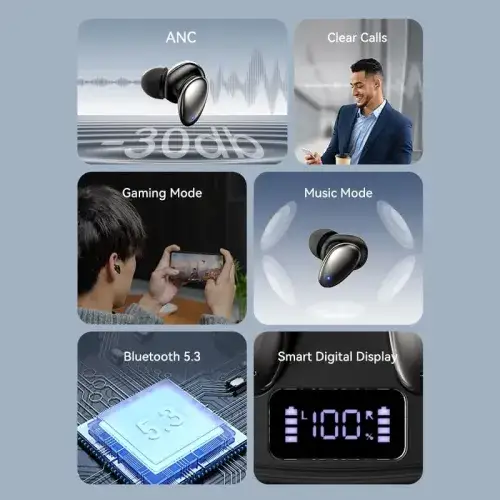 ANC
Clear Calls
-30db
Gaming Mode
Music Mode
Bluetooth 5.3
Smart Digital Display
5.3
L 100 R
%